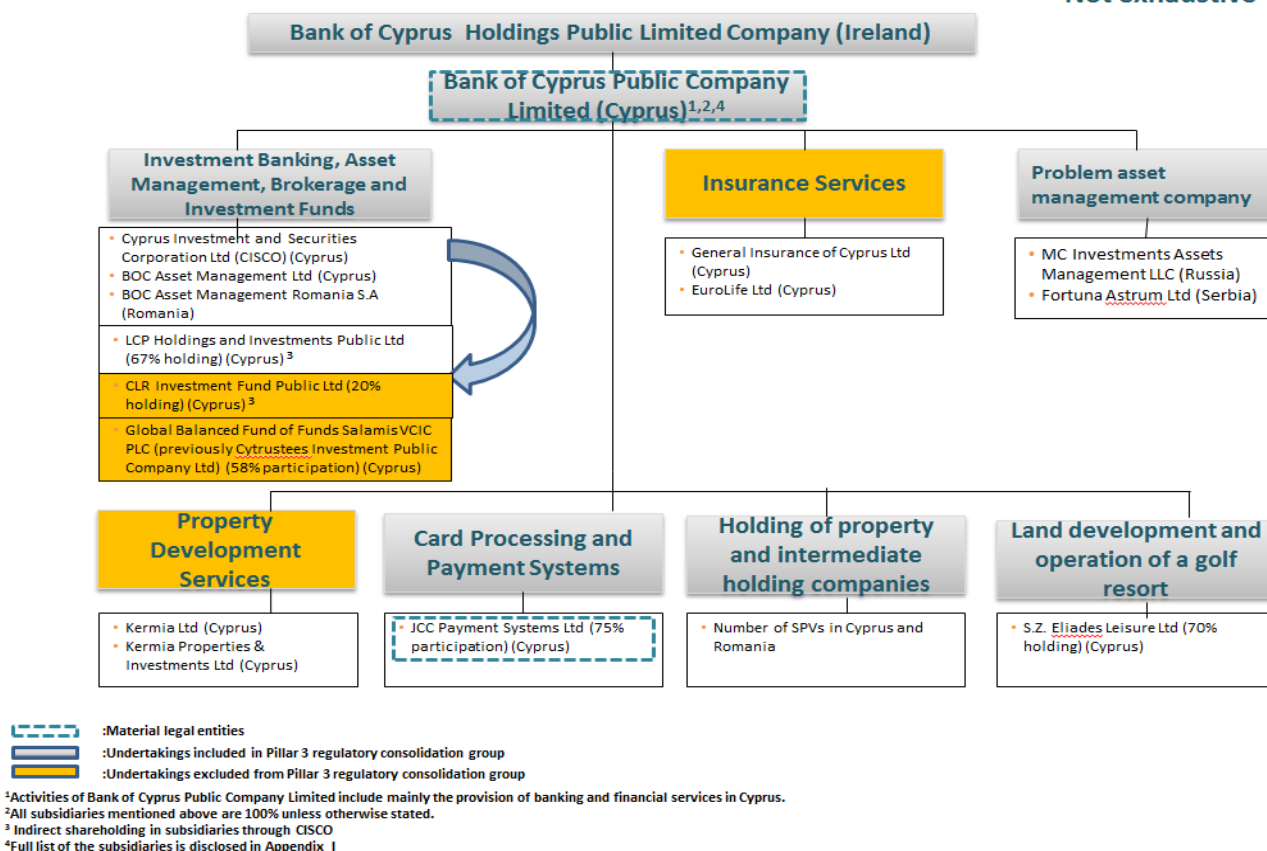 Not exhaustive
Bank of Cyprus Holdings Public Limited Company (Ireland)
Bank of Cyprus Public Company
Limited (Cyprus)1,2,4
Investment Banking, Asset
Management, Brokerage and
Investment Funds
Insurance Services
Problem asset
management company
• Cyprus Investment and Securities
Corporation Ltd (CISCO) (Cyprus)
• BOC Asset Management Ltd (Cyprus)
• BOC Asset Management Romania S.A
(Romania)
• LCP Holdings and Investments Public Ltd
(67% holding) (Cyprus) 3
• CLR Investment Fund Public Ltd (20%
holding) (Cyprus) 3
• Global Balanced Fund of Funds Salamis VCIC
PLC (previously Cytrustees Investment Public
Company Ltd) (58% participation) (Cyprus)
• General Insurance of Cyprus Ltd
(Cyprus)
• EuroLife Ltd (Cyprus)
• MC Investments Assets
Management LLC (Russia)
• Fortuna Astrum Ltd (Serbia)
Property
Development
Services
Card Processing and
Payment Systems
Holding of property
and intermediate
holding companies
Land development and
operation of a golf
resort
• Kermia Ltd (Cyprus)
• Kermia Properties &
Investments Ltd (Cyprus)
• JCC Payment Systems Ltd (75%
participation) (Cyprus)
• Number of SPVs in Cyprus and
Romania
• S.Z. Eliades Leisure Ltd (70%
holding) (Cyprus)
:Material legal entities
:Undertakings included in Pillar 3 regulatory consolidation group
:Undertakings excluded from Pillar 3 regulatory consolidation group
1Activities of Bank of Cyprus Public Company Limited include mainly the provision of banking and financial services in Cyprus.
2All subsidiaries mentioned above are 100% unless otherwise stated.
3 Indirect shareholding in subsidiaries through CISCO
4Full list of the subsidiaries is disclosed in Appendix I